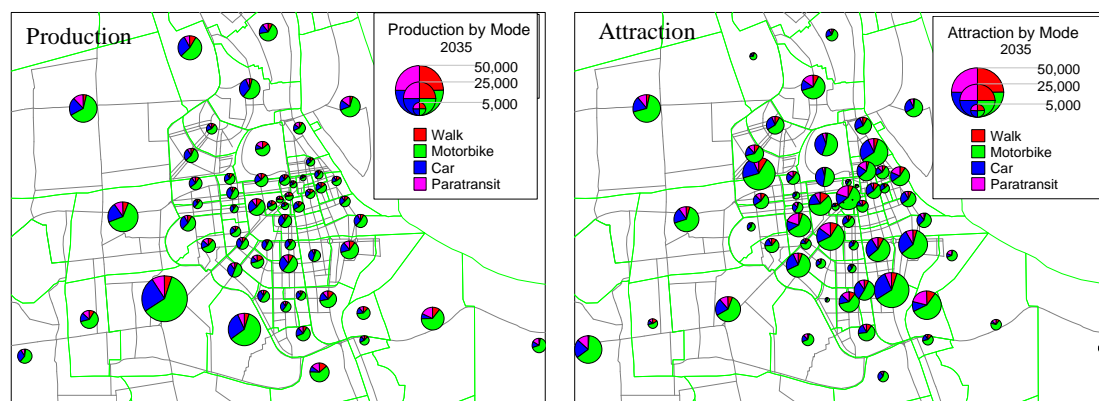 Production
Production by Mode
2035
50,000
25,000
5,000
Walk
Motorbike
Car
Paratransit
Attraction
Attraction by Mode
2035
50,000
25,000
5,000
Walk
Motorbike
Car
Paratransit